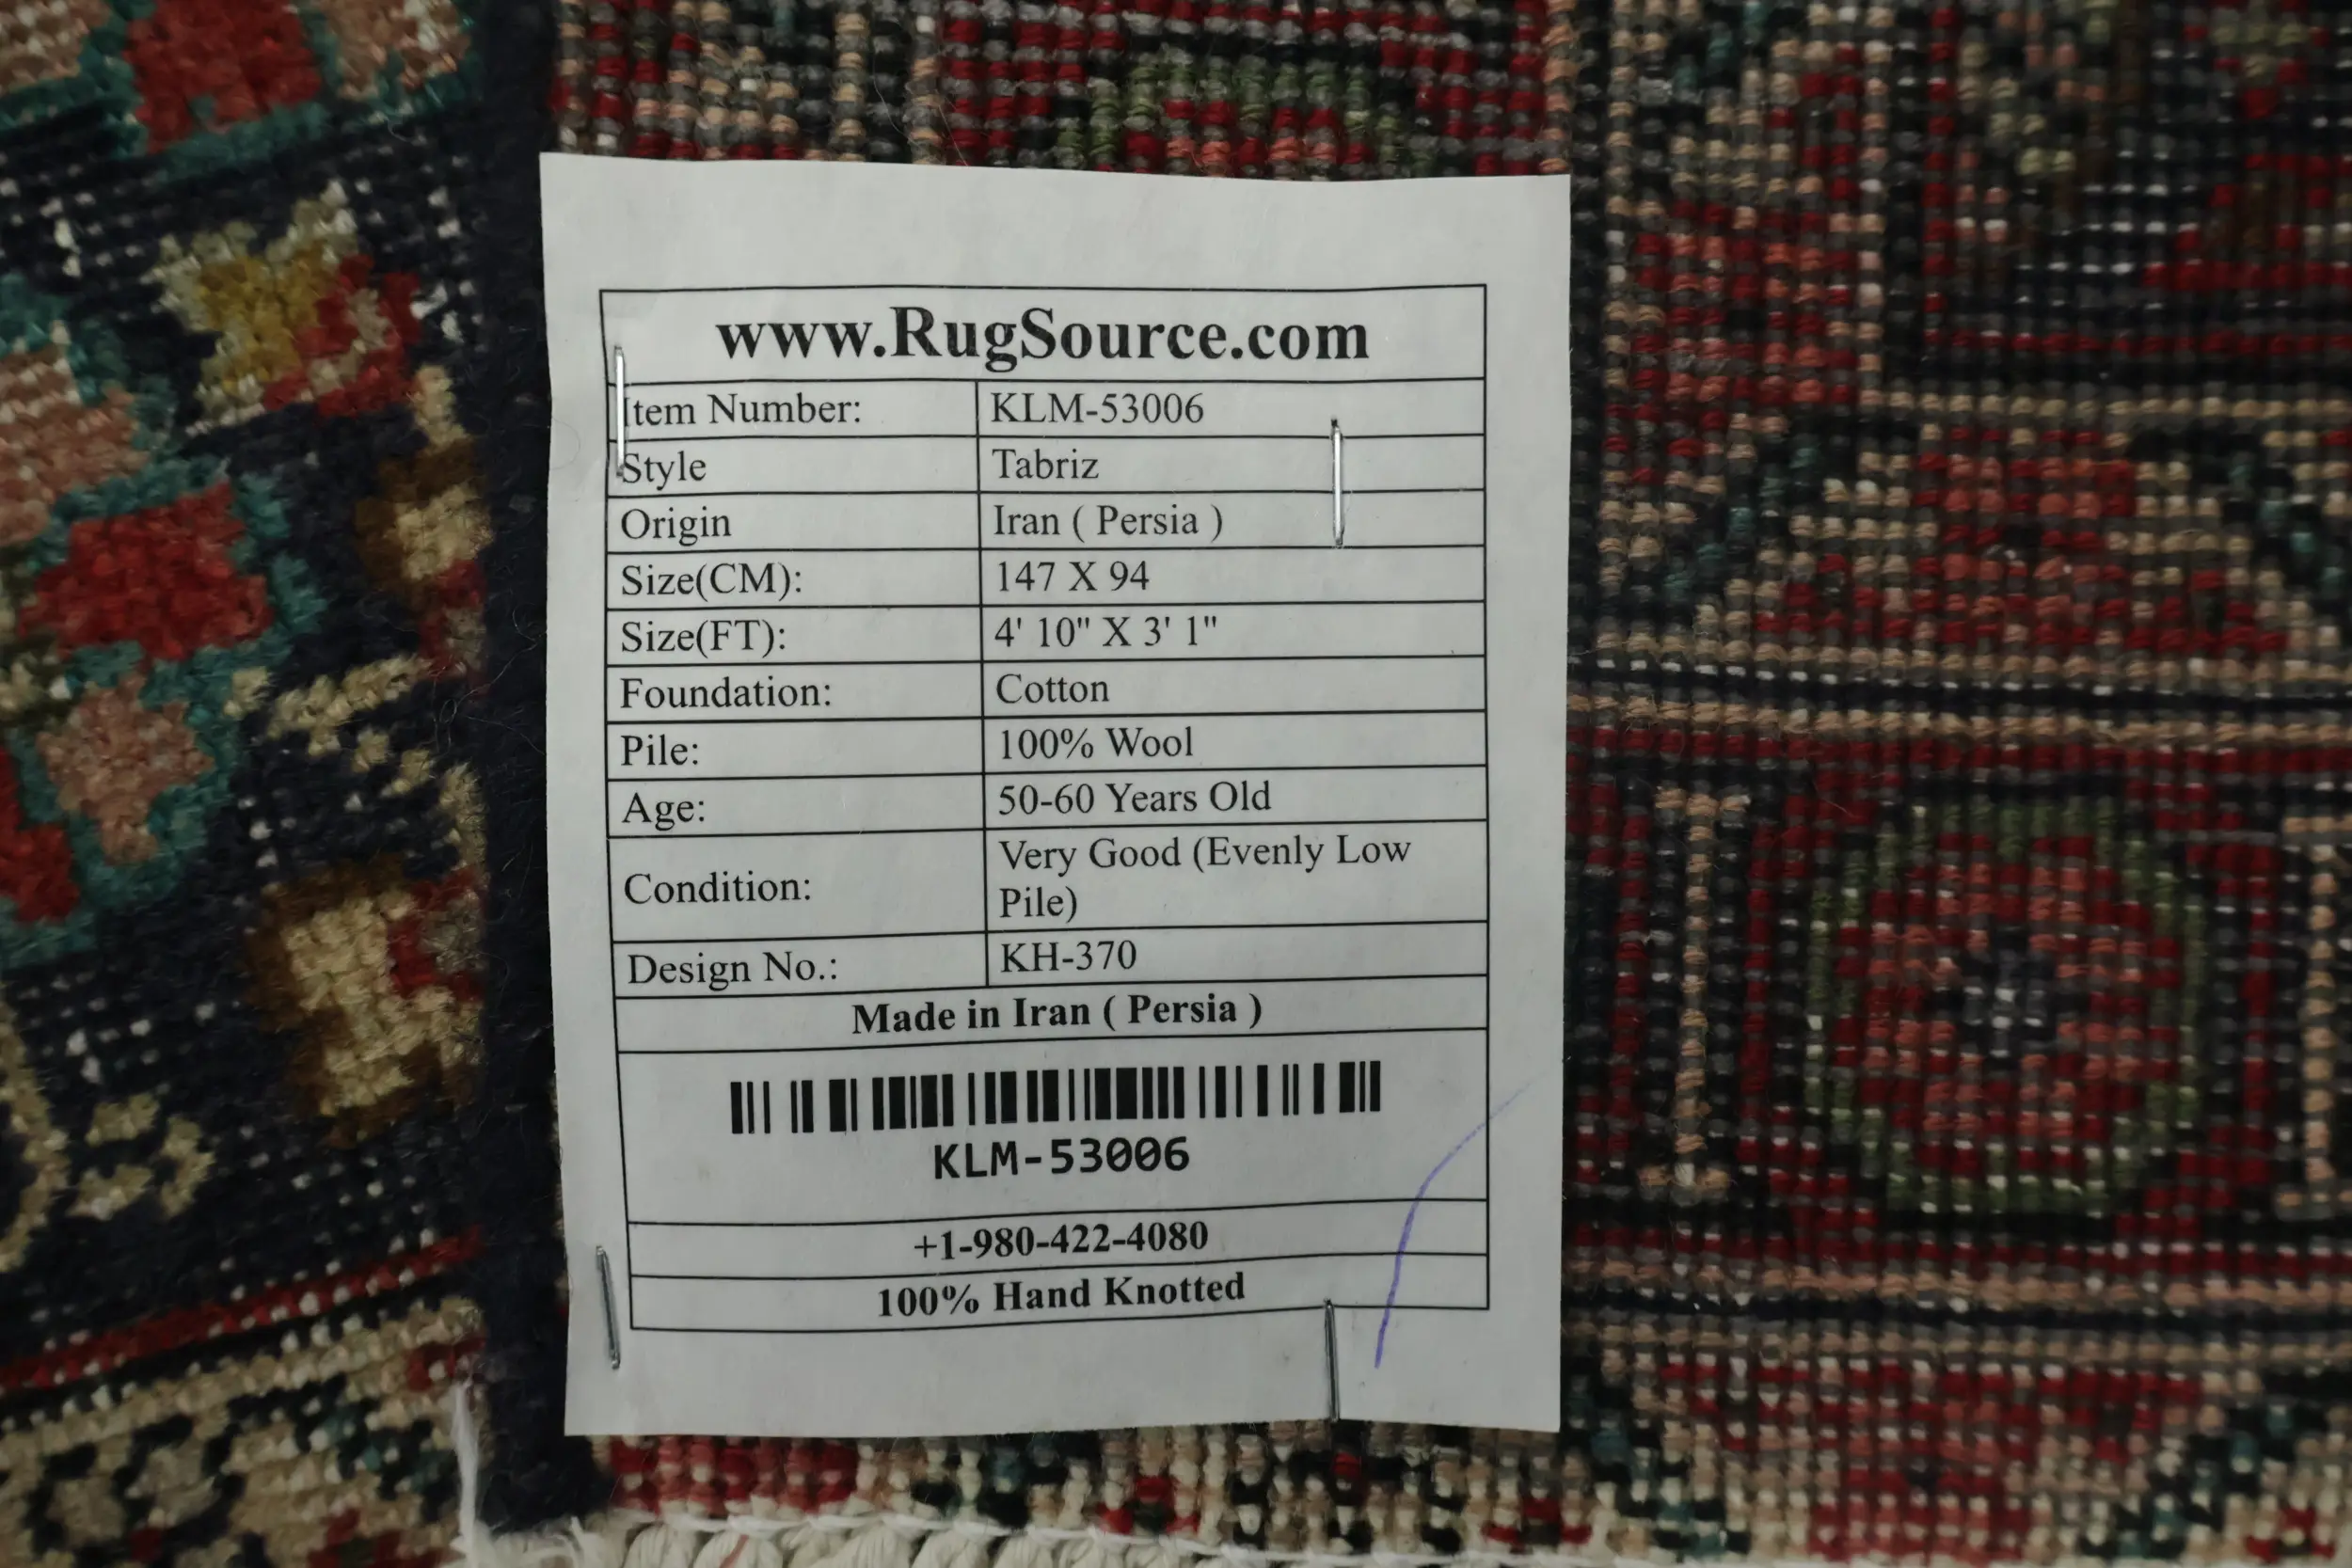 www.RugSource.com
Item Number: KLM-53006
Style Tabriz
Origin Iran ( Persia )
Size(CM): 147 X 94
Size(FT): 4' 10" X 3' 1"
Foundation: Cotton
Pile: 100% Wool
Age: 50-60 Years Old
Condition: Very Good (Evenly Low
Pile)
Design No.: KH-370
Made in Iran ( Persia )
KLM-53006
+1-980-422-4080
100% Hand Knotted